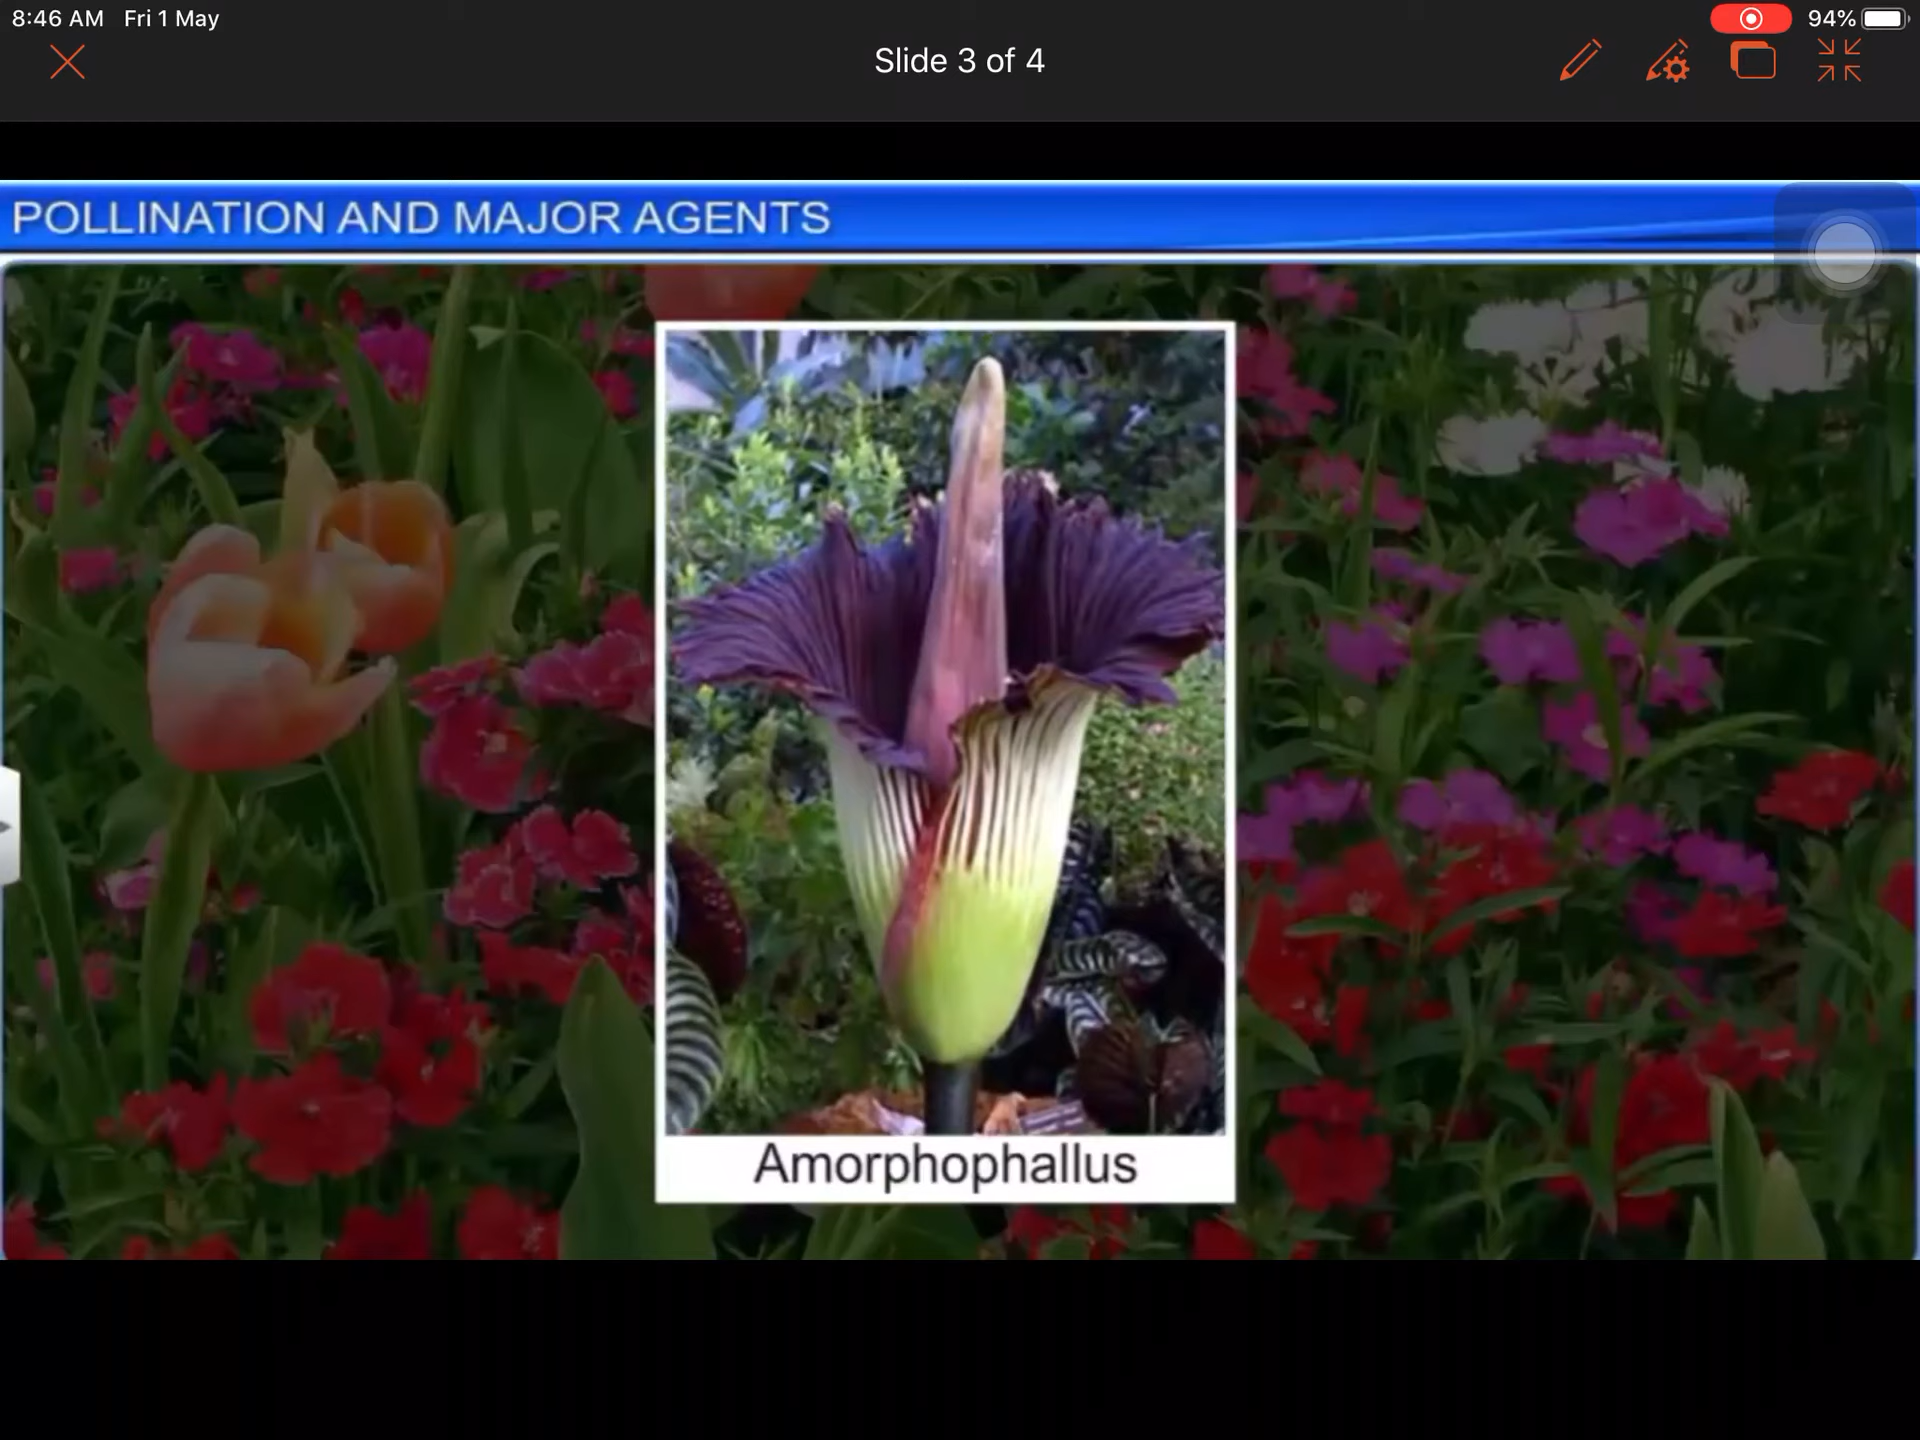 8:46 AM Fri 1 May
94%
Slide 3 of 4
POLLINATION AND MAJOR AGENTS
Amorphophallus